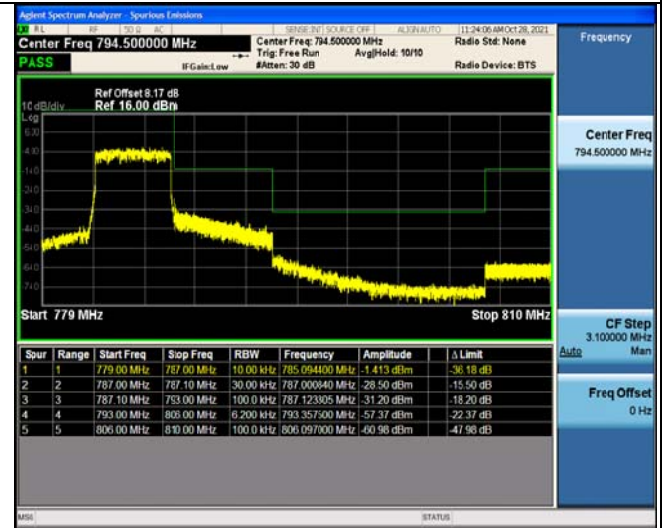 Agilent Spectrum Analyzer - Spurious Emissions
RL RF 50 Ω AC SENSE:INT SOURCE OFF ALIGN AUTO 11:24:06 AM Oct 28, 2021
Center Freq 794.500000 MHz
Center Freq: 794.500000 MHz
Radio Std: None
Trig: Free Run
Avg|Hold: 10/10
PASS
IFGain:Low
#Atten: 30 dB
Radio Device: BTS
Ref Offset 8.17 dB
10 dB/div
Ref 16.00 dBm
Log
Start 779 MHz
Stop 810 MHz
Spur Range Start Freq Stop Freq RBW Frequency Amplitude Δ Limit
1 1 779.00 MHz 787.00 MHz 10.00 kHz 785.094400 MHz -1.413 dBm -36.18 dB
2 2 787.00 MHz 787.10 MHz 30.00 kHz 787.000840 MHz -28.50 dBm -15.50 dB
3 3 787.10 MHz 793.00 MHz 100.0 kHz 787.123305 MHz -31.20 dBm -18.20 dB
4 4 793.00 MHz 806.00 MHz 6.200 kHz 793.357500 MHz -57.37 dBm -22.37 dB
5 5 806.00 MHz 810.00 MHz 100.0 kHz 806.097000 MHz -60.98 dBm -47.98 dB
MSG
STATUS
Frequency
Center Freq
794.500000 MHz
CF Step
3.100000 MHz
Auto Man
Freq Offset
0 Hz